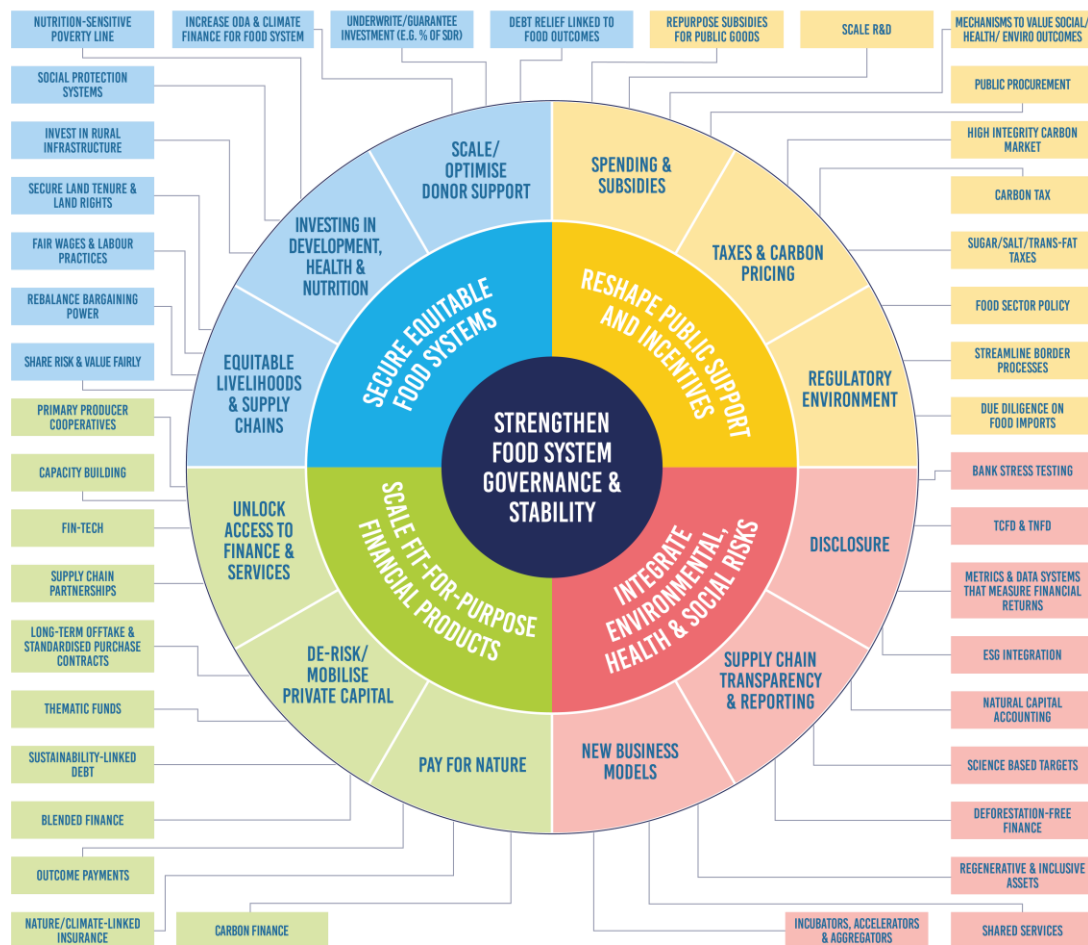 NUTRITION-SENSITIVE
POVERTY LINE
INCREASE ODA & CLIMATE
FINANCE FOR FOOD SYSTEM
UNDERWRITE/GUARANTEE
INVESTMENT (E.G. % OF SDR)
DEBT RELIEF LINKED TO
FOOD OUTCOMES
REPURPOSE SUBSIDIES
FOR PUBLIC GOODS
SCALE R&D
MECHANISMS TO VALUE SOCIAL/
HEALTH/ ENVIRO OUTCOMES
SOCIAL PROTECTION
SYSTEMS
INVEST IN RURAL
INFRASTRUCTURE
SECURE LAND TENURE &
LAND RIGHTS
FAIR WAGES & LABOUR
PRACTICES
REBALANCE BARGAINING
POWER
SHARE RISK & VALUE FAIRLY
PRIMARY PRODUCER
COOPERATIVES
CAPACITY BUILDING
FIN-TECH
SUPPLY CHAIN
PARTNERSHIPS
LONG-TERM OFFTAKE &
STANDARDISED PURCHASE
CONTRACTS
THEMATIC FUNDS
SUSTAINABILITY-LINKED
DEBT
BLENDED FINANCE
OUTCOME PAYMENTS
NATURE/CLIMATE-LINKED
INSURANCE
CARBON FINANCE
SCALE/
OPTIMISE
DONOR SUPPORT
INVESTING IN
DEVELOPMENT,
HEALTH &
NUTRITION
EQUITABLE
LIVELIHOODS
& SUPPLY
CHAINS
UNLOCK
ACCESS TO
FINANCE &
SERVICES
DE-RISK/
MOBILISE
PRIVATE CAPITAL
PAY FOR NATURE
SPENDING &
SUBSIDIES
TAXES & CARBON
PRICING
REGULATORY
ENVIRONMENT
DISCLOSURE
SUPPLY CHAIN
TRANSPARENCY
& REPORTING
NEW BUSINESS
MODELS
SECURE EQUITABLE
FOOD SYSTEMS
RESHAPE PUBLIC SUPPORT
AND INCENTIVES
SCALE FIT-FOR-PURPOSE
FINANCIAL PRODUCTS
INTEGRATE
ENVIRONMENTAL,
HEALTH & SOCIAL RISKS
STRENGTHEN
FOOD SYSTEM
GOVERNANCE &
STABILITY
PUBLIC PROCUREMENT
HIGH INTEGRITY CARBON
MARKET
CARBON TAX
SUGAR/SALT/TRANS-FAT
TAXES
FOOD SECTOR POLICY
STREAMLINE BORDER
PROCESSES
DUE DILIGENCE ON
FOOD IMPORTS
BANK STRESS TESTING
TCFD & TNFD
METRICS & DATA SYSTEMS
THAT MEASURE FINANCIAL
RETURNS
ESG INTEGRATION
NATURAL CAPITAL
ACCOUNTING
SCIENCE BASED TARGETS
DEFORESTATION-FREE
FINANCE
REGENERATIVE & INCLUSIVE
ASSETS
INCUBATORS, ACCELERATORS
& AGGREGATORS
SHARED SERVICES